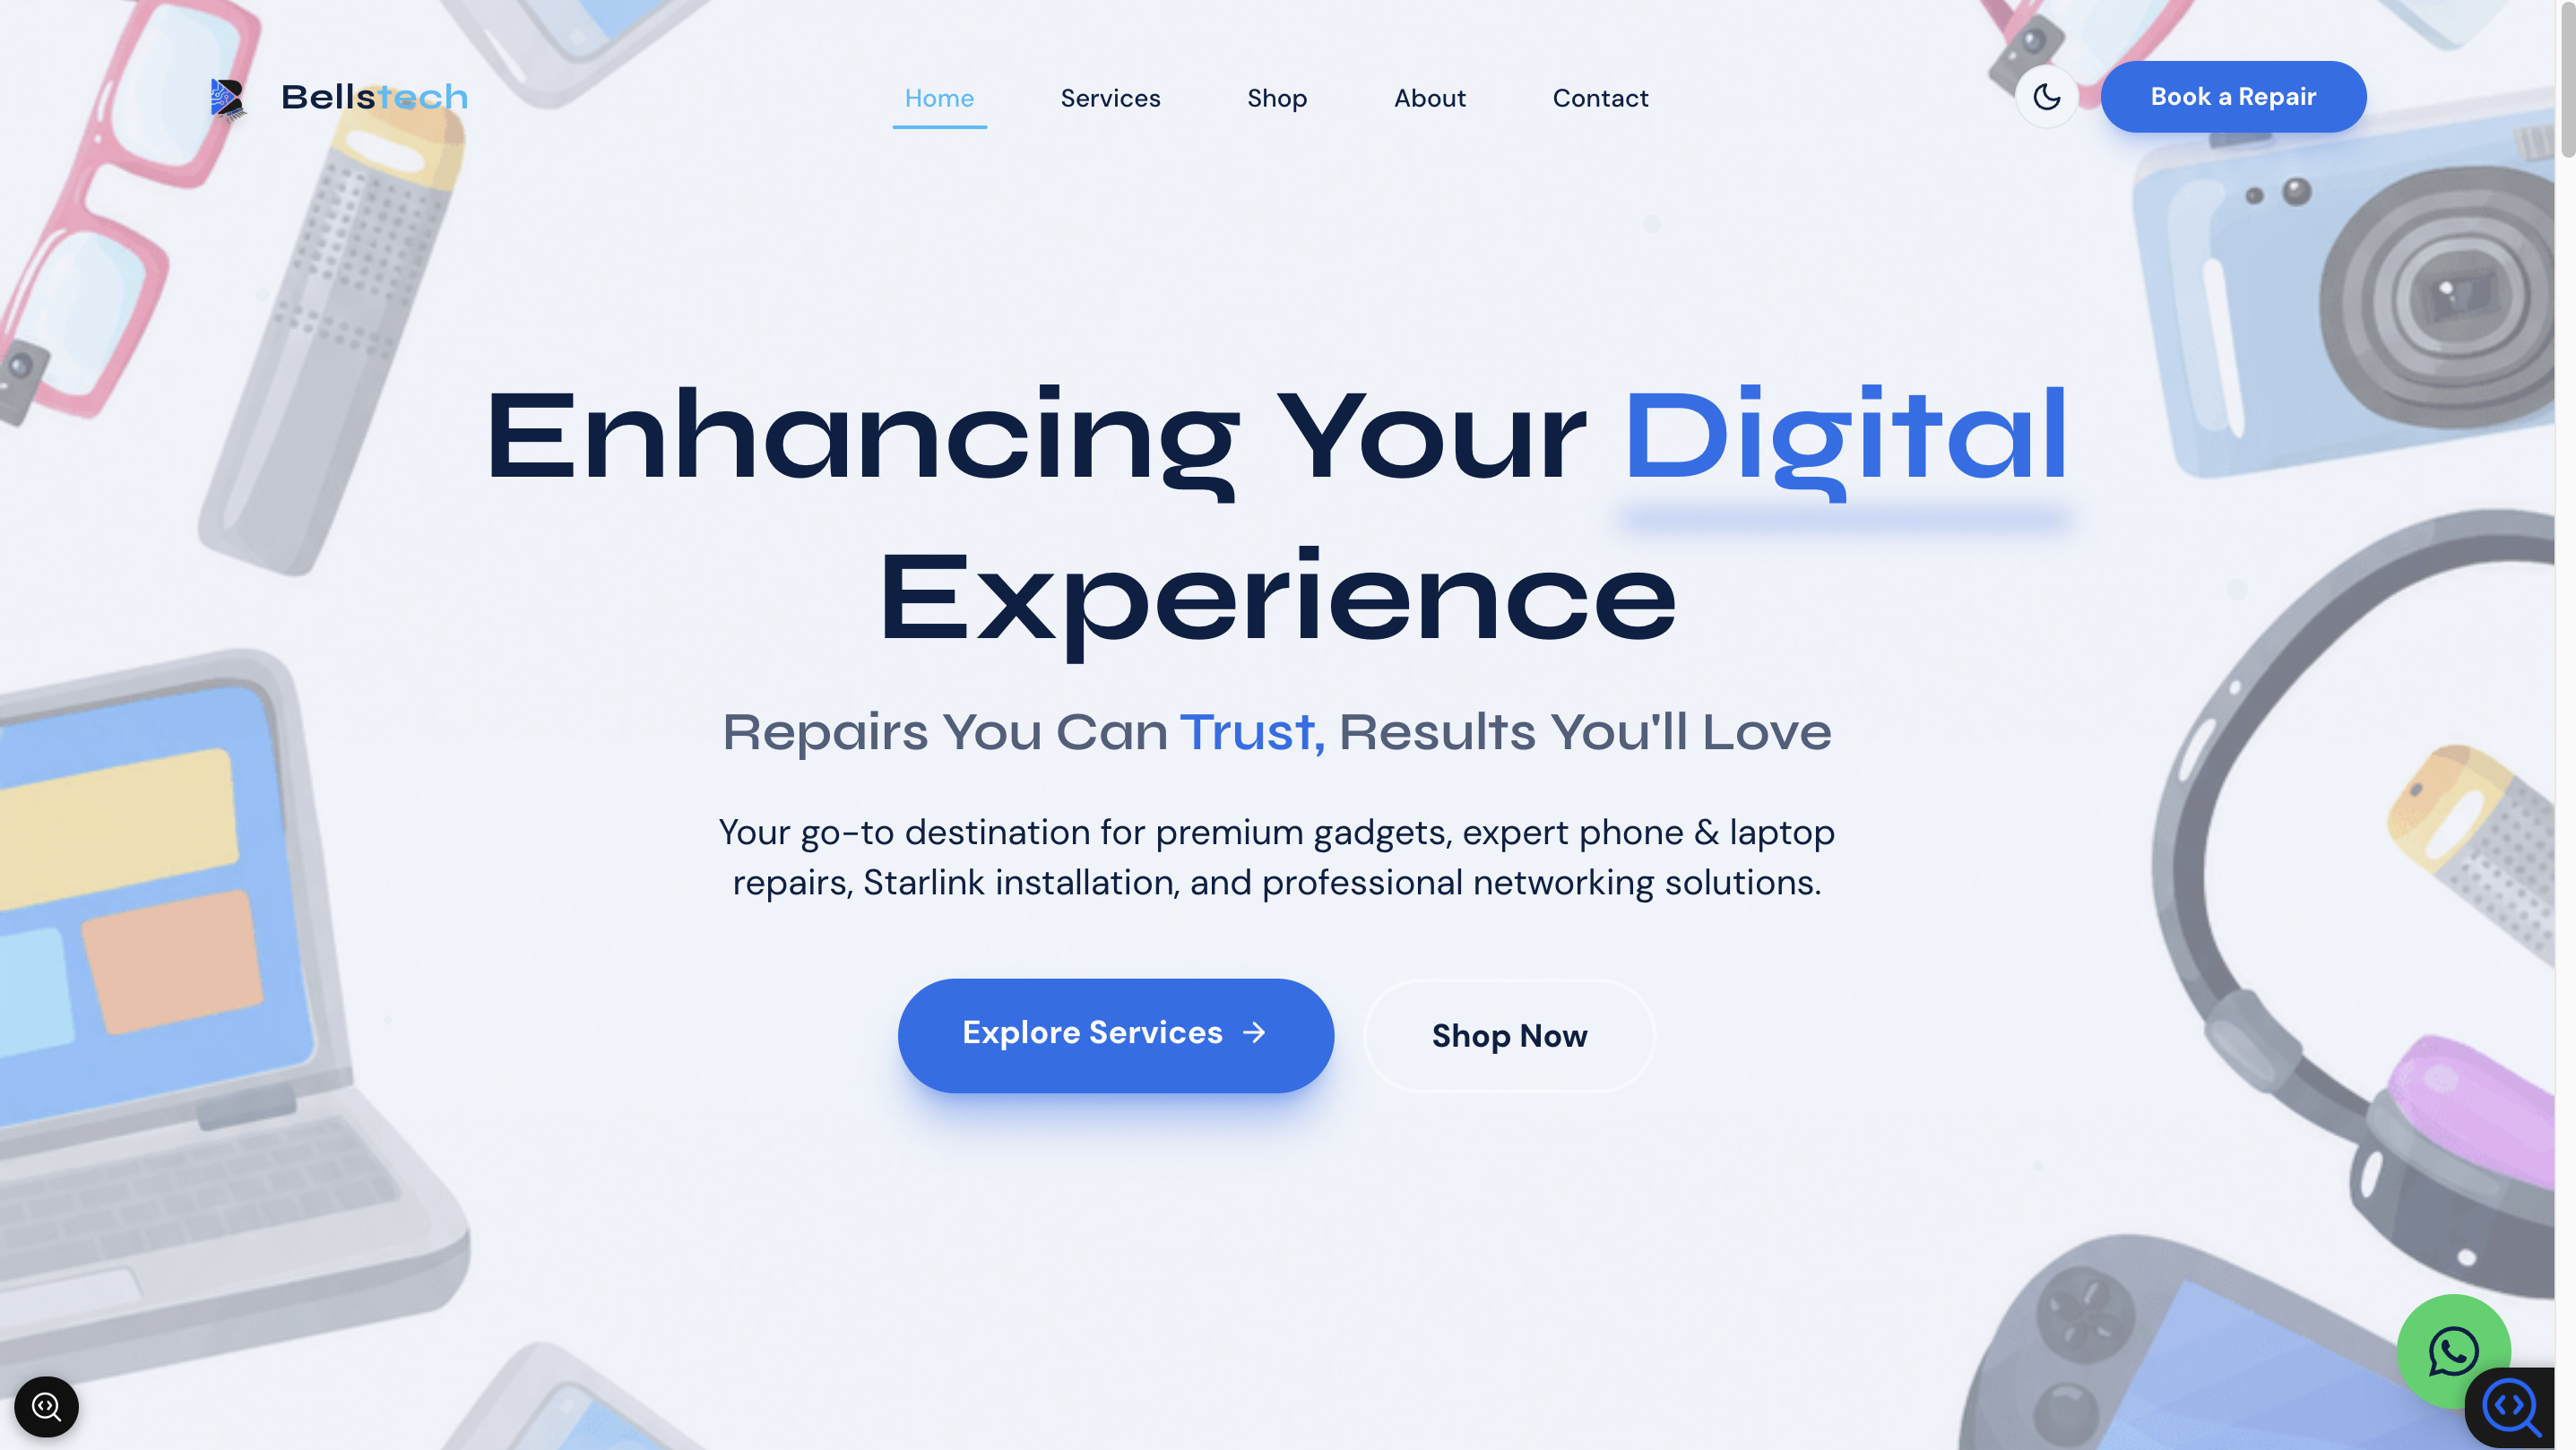 Bellstech
Home
Services
Shop
About
Contact
Book a Repair
Enhancing Your Digital
Experience
Repairs You Can Trust, Results You'll Love
Your go-to destination for premium gadgets, expert phone & laptop
repairs, Starlink installation, and professional networking solutions.
Explore Services
Shop Now